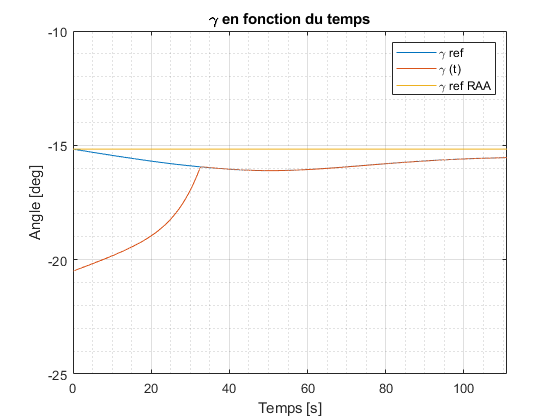 γ en fonction du temps
γ ref
γ (t)
γ ref RAA
Angle [deg]
-10
-15
-20
-25
0 20 40 60 80 100
Temps [s]